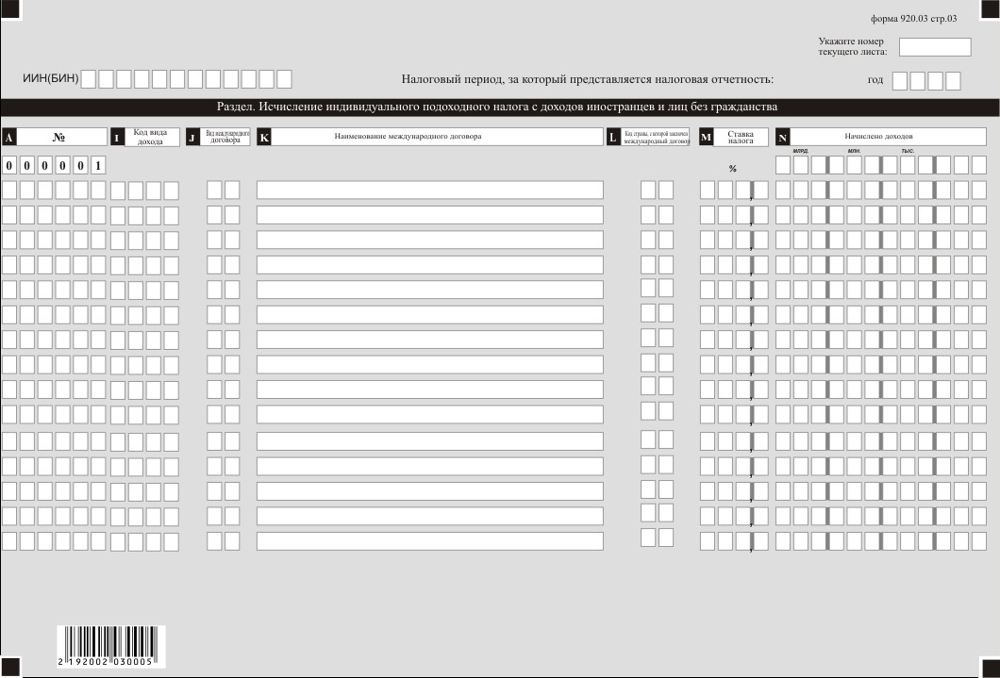 форма 920.03 стр.03
Укажите номер
текущего листа:
ИИН(БИН)
Налоговый период, за который представляется налоговая отчетность:
год
Раздел. Исчисление индивидуального подоходного налога с доходов иностранцев и лиц без гражданства
A №
I Код вида
дохода
J Вид международного
договора
K Наименование международного договора
L Код страны, с которой заключен
международный договор
M Ставка
налога
N Начислено доходов
млрд. млн. тыс.
0 0 0 0 0 1
%
, 
,
,
,
,
,
,
,
,
,
,
,
,
,
,
2 192002 030005